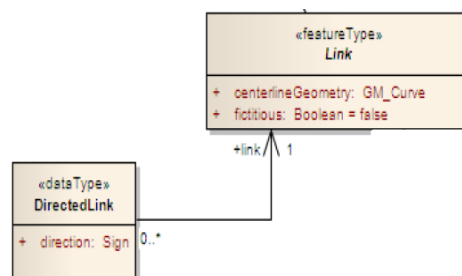 «featureType»
Link
+ centerlineGeometry: GM_Curve
+ fictitious: Boolean = false
+link 1
«dataType»
DirectedLink
+ direction: Sign
0..*